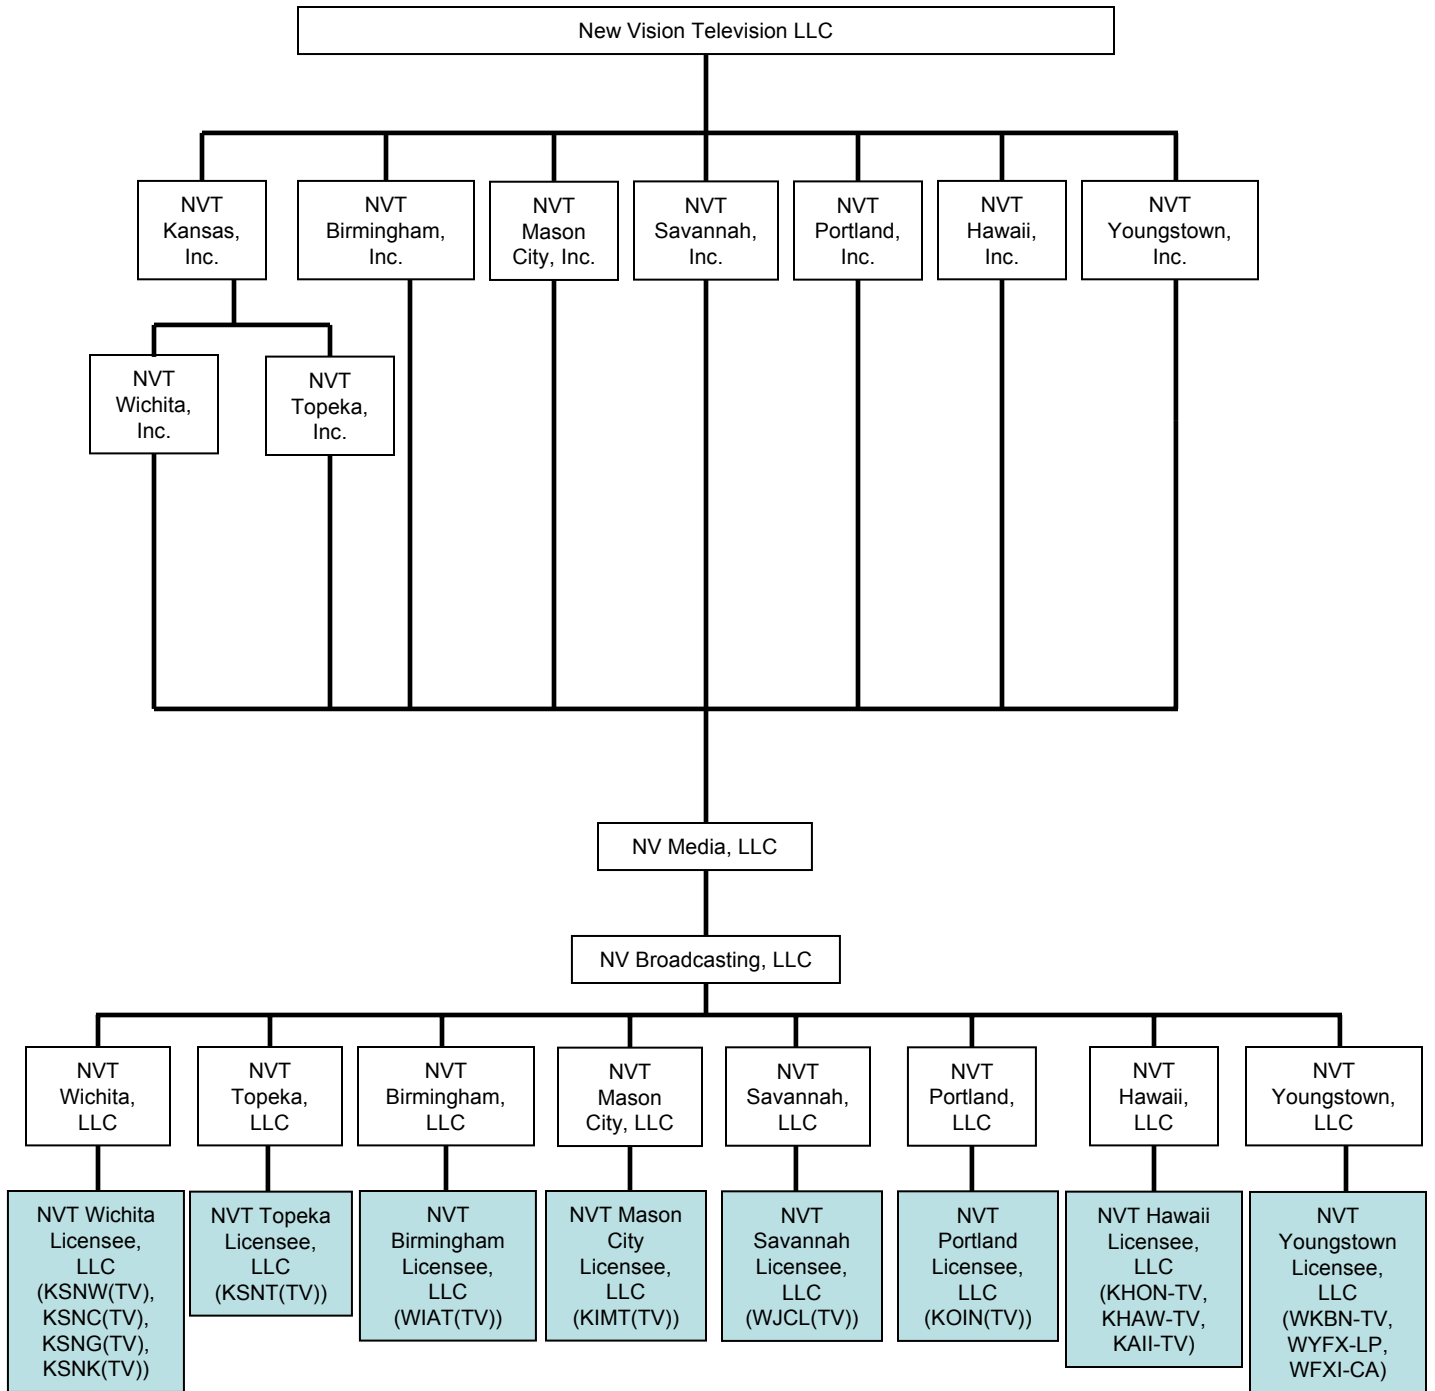 New Vision Television LLC
NVT
Kansas,
Inc.
NVT
Birmingham,
Inc.
NVT
Mason
City, Inc.
NVT
Savannah,
Inc.
NVT
Portland,
Inc.
NVT
Hawaii,
Inc.
NVT
Youngstown,
Inc.
NVT
Wichita,
Inc.
NVT
Topeka,
Inc.
NV Media, LLC
NV Broadcasting, LLC
NVT
Wichita,
LLC
NVT
Topeka,
LLC
NVT
Birmingham,
LLC
NVT
Mason
City, LLC
NVT
Savannah,
LLC
NVT
Portland,
LLC
NVT
Hawaii,
LLC
NVT
Youngstown,
LLC
NVT Wichita
Licensee,
LLC
(KSNW(TV),
KSNC(TV),
KSNG(TV),
KSNK(TV))
NVT Topeka
Licensee,
LLC
(KSNT(TV))
NVT
Birmingham
Licensee,
LLC
(WIAT(TV))
NVT Mason
City
Licensee,
LLC
(KIMT(TV))
NVT
Savannah
Licensee,
LLC
(WJCL(TV))
NVT
Portland
Licensee,
LLC
(KOIN(TV))
NVT Hawaii
Licensee,
LLC
(KHON-TV,
KHAW-TV,
KAII-TV)
NVT
Youngstown
Licensee,
LLC
(WKBN-TV,
WYFX-LP,
WFXI-CA)